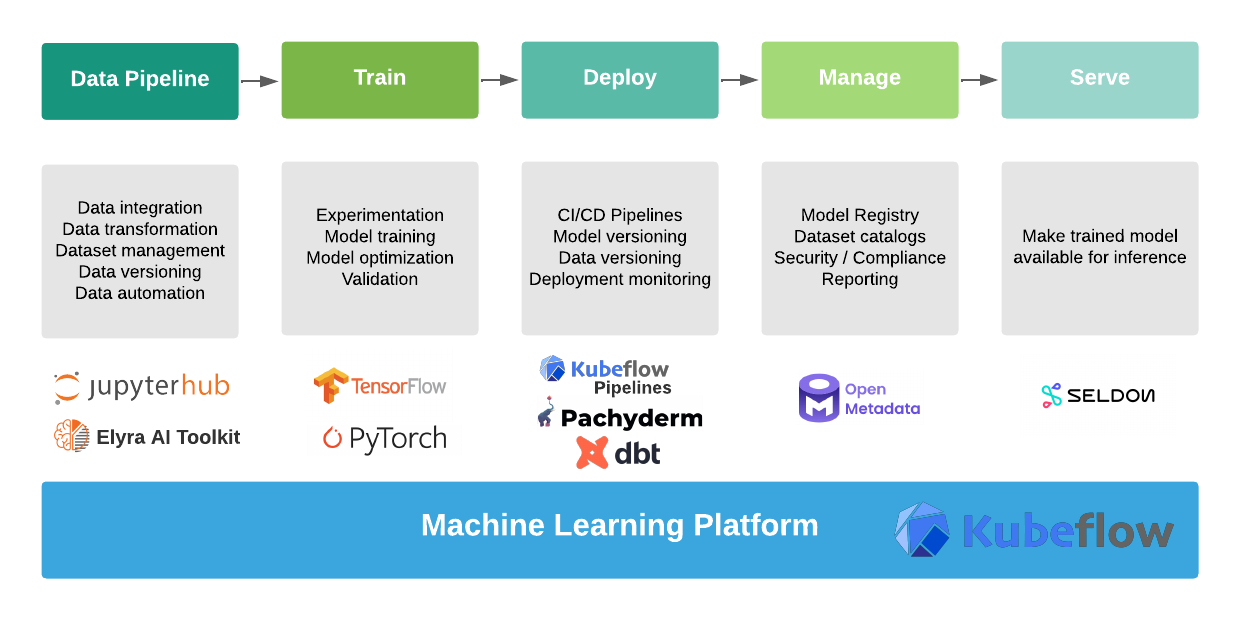 Data Pipeline
Train
Deploy
Manage
Serve
Data integration
Data transformation
Dataset management
Data versioning
Data automation
Experimentation
Model training
Model optimization
Validation
CI/CD Pipelines
Model versioning
Data versioning
Deployment monitoring
Model Registry
Dataset catalogs
Security / Compliance
Reporting
Make trained model
available for inference
jupyterhub
Elyra AI Toolkit
TensorFlow
PyTorch
Kubeflow
Pipelines
Pachyderm
dbt
Open
Metadata
SELDON
Machine Learning Platform
Kubeflow